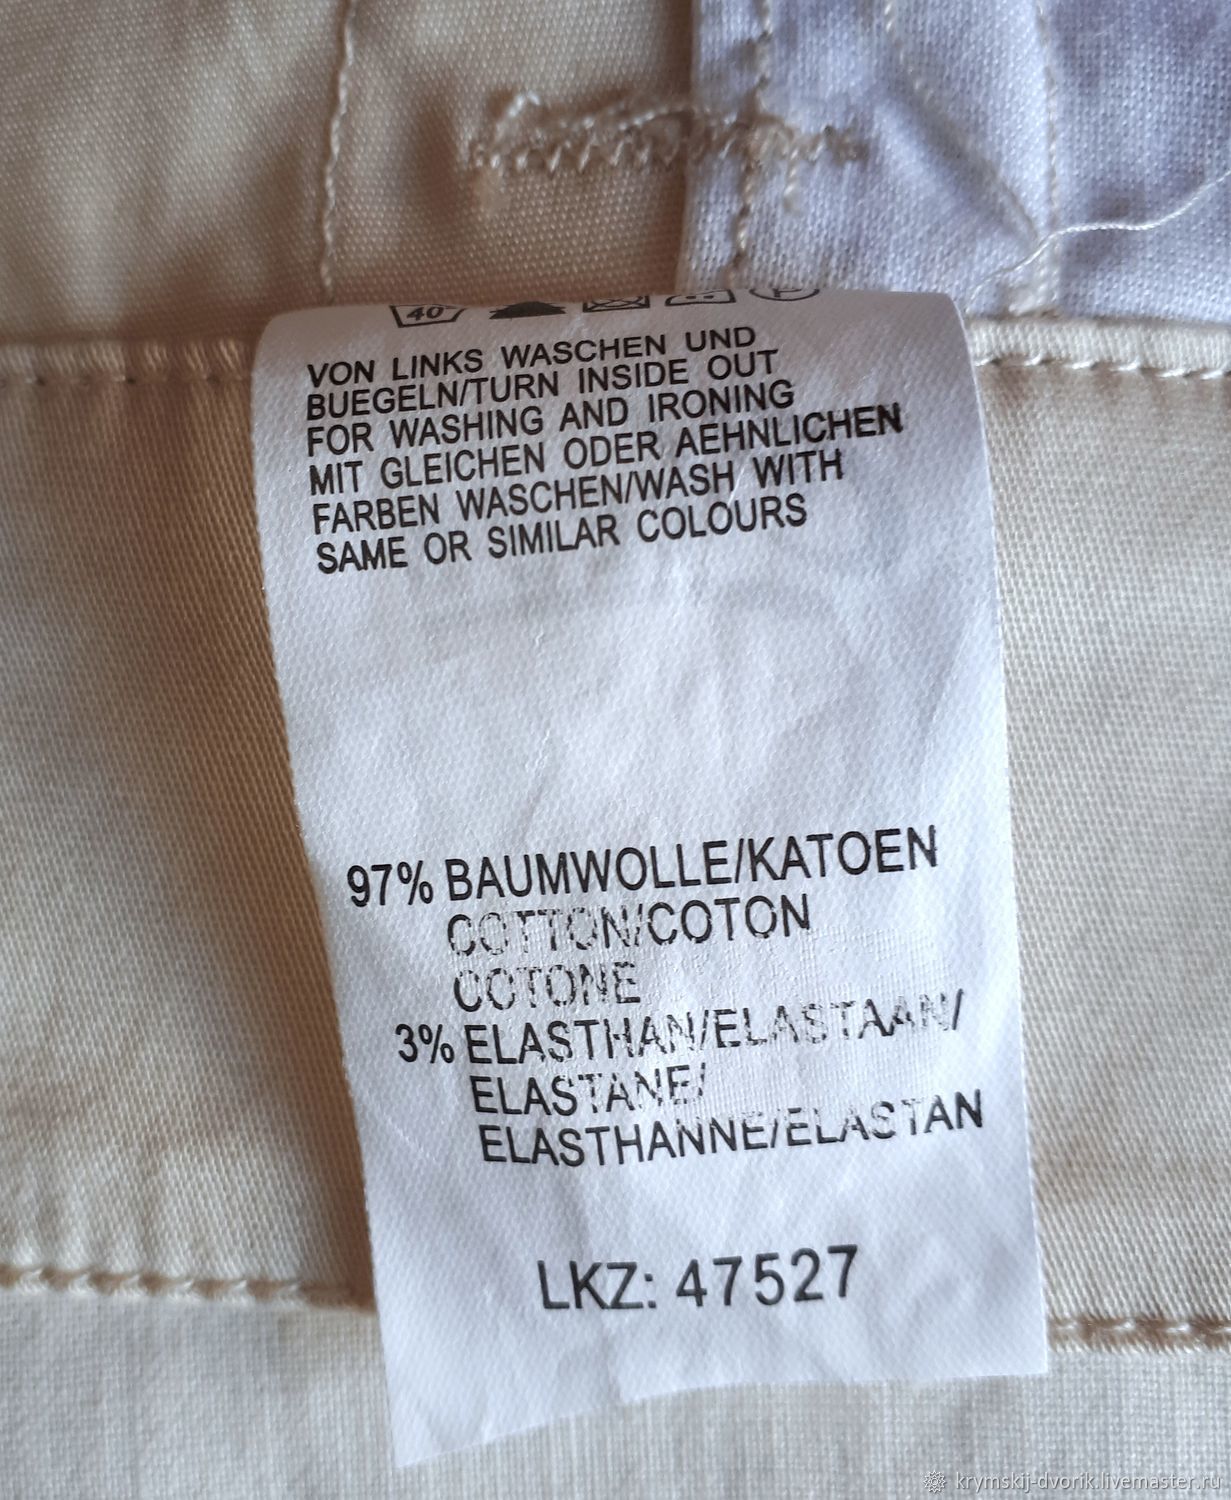 40
VON LINKS WASCHEN UND
BUEGELN/TURN INSIDE OUT
FOR WASHING AND IRONING
MIT GLEICHEN ODER AEHNLICHEN
FARBEN WASCHEN/WASH WITH
SAME OR SIMILAR COLOURS
97% BAUMWOLLE/KATOEN
COTTON/COTON
COTONE
3% ELASTHAN/ELASTAAN/
ELASTANE/
ELASTHANNE/ELASTAN
LKZ: 47527
krymskij-dvorik.livemaster.ru